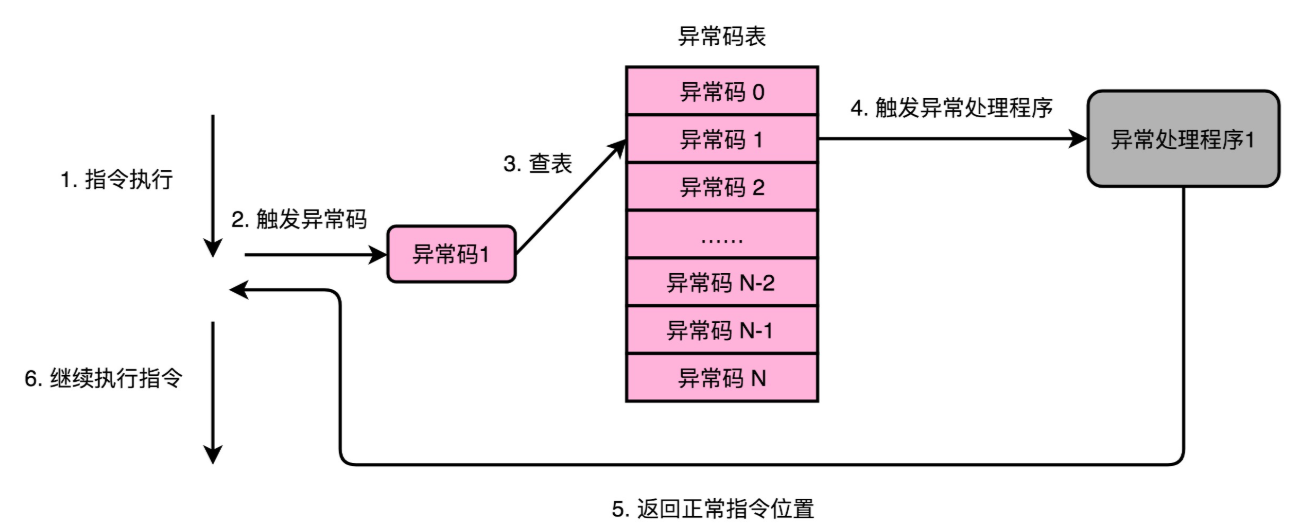 异常码表
异常码 0
4. 触发异常处理程序
异常码 1
异常处理程序1
3. 查表
1. 指令执行
异常码 2
2. 触发异常码
异常码1
……
异常码 N-2
异常码 N-1
6. 继续执行指令
异常码 N
5. 返回正常指令位置